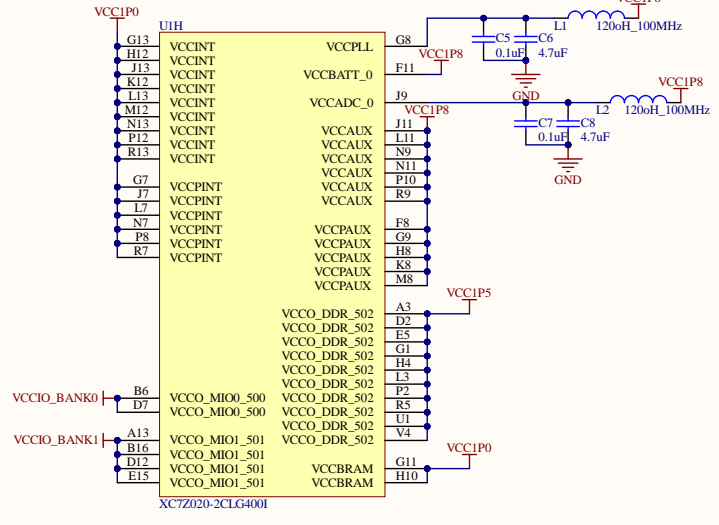 VCC1P0
U1H
G13 VCCINT
H12 VCCINT
J13 VCCINT
K12 VCCINT
L13 VCCINT
M12 VCCINT
N13 VCCINT
P12 VCCINT
R13 VCCINT
G7 VCCPINT
J7 VCCPINT
L7 VCCPINT
N7 VCCPINT
P8 VCCPINT
R7 VCCPINT
VCCIO_BANK0
B6 VCCO_MIO0_500
D7 VCCO_MIO0_500
VCCIO_BANK1
A13 VCCO_MIO1_501
B16 VCCO_MIO1_501
D12 VCCO_MIO1_501
E15 VCCO_MIO1_501
VCCPLL G8
VCCBATT_0 F11
VCC1P8
VCCADC_0 J9
VCC1P8
VCCAUX J11
VCCAUX L11
VCCAUX N9
VCCAUX N11
VCCAUX P10
VCCAUX R9
VCCPAUX F8
VCCPAUX G9
VCCPAUX H8
VCCPAUX K8
VCCPAUX M8
VCC1P5
VCCO_DDR_502 A3
VCCO_DDR_502 D2
VCCO_DDR_502 E5
VCCO_DDR_502 G1
VCCO_DDR_502 H4
VCCO_DDR_502 L3
VCCO_DDR_502 P2
VCCO_DDR_502 R5
VCCO_DDR_502 U1
VCCO_DDR_502 V4
VCC1P0
VCCBRAM G11
VCCBRAM H10
XC7Z020-2CLG400I
L1 120oH_100MHz
C5 C6
0.1uF 4.7uF
GND
VCC1P8
L2 120oH_100MHz
C7 C8
0.1uF 4.7uF
GND